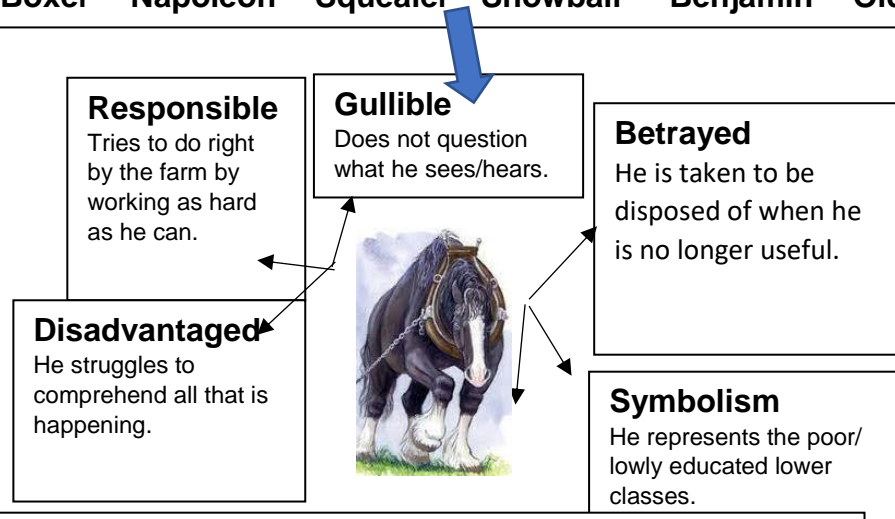 Boxer Napoleon Squealer Snowball Benjamin
Responsible
Tries to do right
by the farm by
working as hard
as he can.
Gullible
Does not question
what he sees/hears.
Betrayed
He is taken to be
disposed of when he
is no longer useful.
Disadvantaged
He struggles to
comprehend all that is
happening.
Symbolism
He represents the poor/
lowly educated lower
classes.